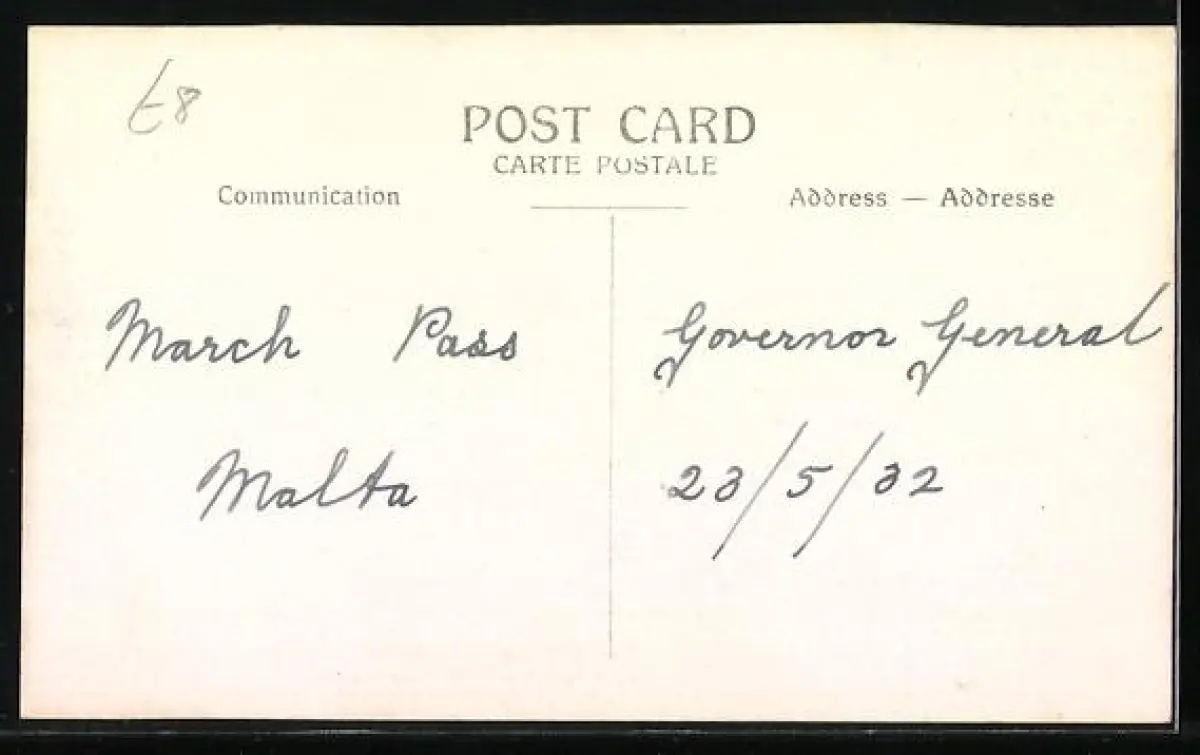 £8
POST CARD
CARTE POSTALE
Communication
Address — Addresse
March Pass
Malta
Governor General
23/5/32